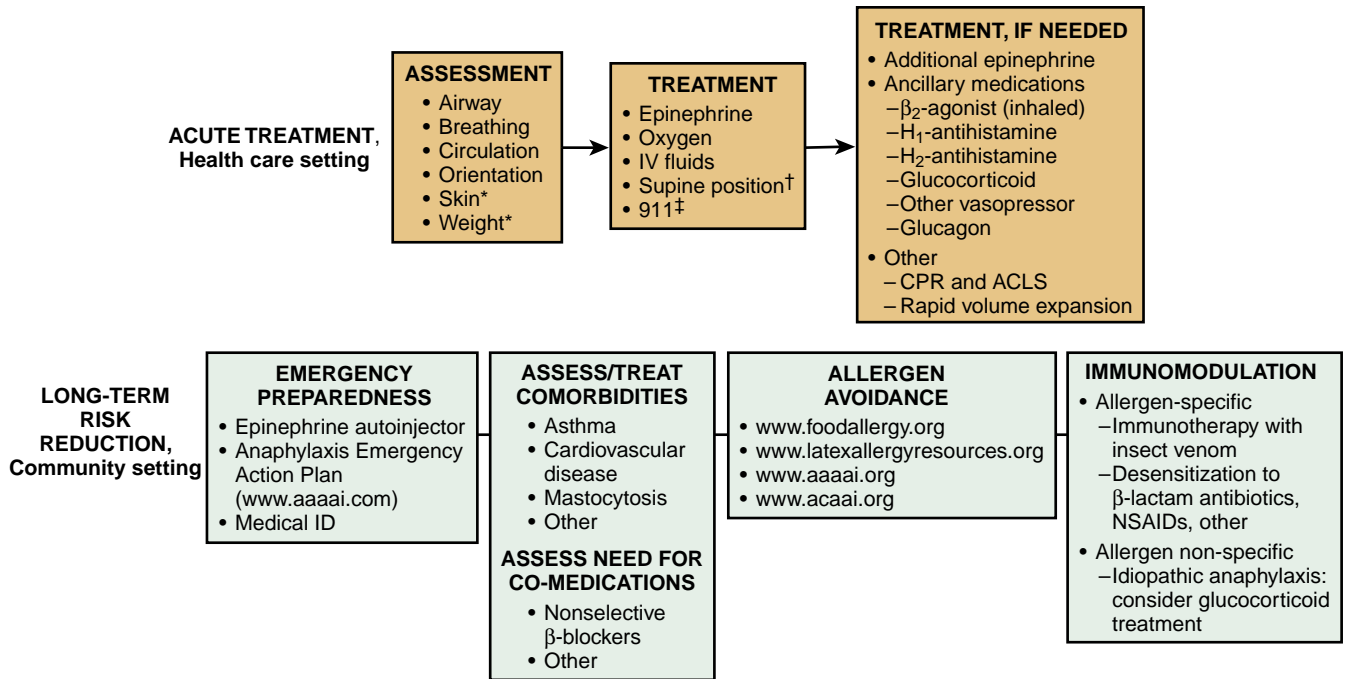 ACUTE TREATMENT,
Health care setting
ASSESSMENT
• Airway
• Breathing
• Circulation
• Orientation
• Skin*
• Weight*
TREATMENT
• Epinephrine
• Oxygen
• IV fluids
• Supine position†
• 911‡
TREATMENT, IF NEEDED
• Additional epinephrine
• Ancillary medications
–β₂-agonist (inhaled)
–H₁-antihistamine
–H₂-antihistamine
–Glucocorticoid
–Other vasopressor
–Glucagon
• Other
–CPR and ACLS
–Rapid volume expansion
LONG-TERM
RISK
REDUCTION,
Community setting
EMERGENCY
PREPAREDNESS
• Epinephrine autoinjector
• Anaphylaxis Emergency
Action Plan
(www.aaaai.com)
• Medical ID
ASSESS/TREAT
COMORBIDITIES
• Asthma
• Cardiovascular
disease
• Mastocytosis
• Other
ASSESS NEED FOR
CO-MEDICATIONS
• Nonselective
β-blockers
• Other
ALLERGEN
AVOIDANCE
• www.foodallergy.org
• www.latexallergyresources.org
• www.aaaai.org
• www.acaai.org
IMMUNOMODULATION
• Allergen-specific
–Immunotherapy with
insect venom
–Desensitization to
β-lactam antibiotics,
NSAIDs, other
• Allergen non-specific
–Idiopathic anaphylaxis:
consider glucocorticoid
treatment